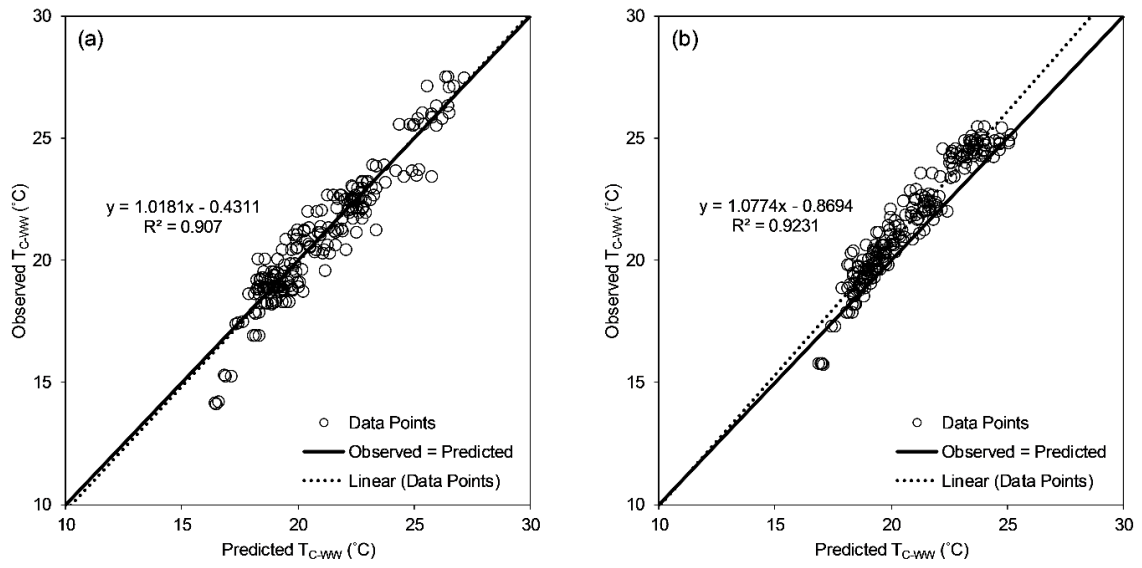 (a)
30
25
20
15
10
Observed T_C-WW (˚C)
y = 1.0181x - 0.4311
R² = 0.907
Data Points
Observed = Predicted
Linear (Data Points)
10 15 20 25 30
Predicted T_C-WW (˚C)
(b)
30
25
20
15
10
Observed T_C-WW (˚C)
y = 1.0774x - 0.8694
R² = 0.9231
Data Points
Observed = Predicted
Linear (Data Points)
10 15 20 25 30
Predicted T_C-WW (˚C)